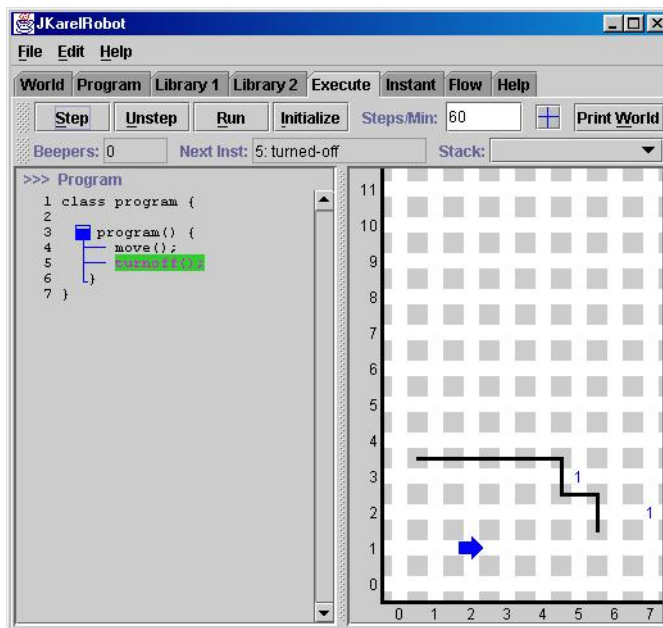 JKarelRobot
File Edit Help
World Program Library 1 Library 2 Execute Instant Flow Help
Step Unstep Run Initialize Steps/Min: 60 Print World
Beepers: 0 Next Inst: 5: turned-off Stack:
>>> Program
1 class program {
2
3 program() {
4 move();
5 turnoff();
6 }
7 }
11
10
9
8
7
6
5
4
3 1
2 1
1
0
0 1 2 3 4 5 6 7